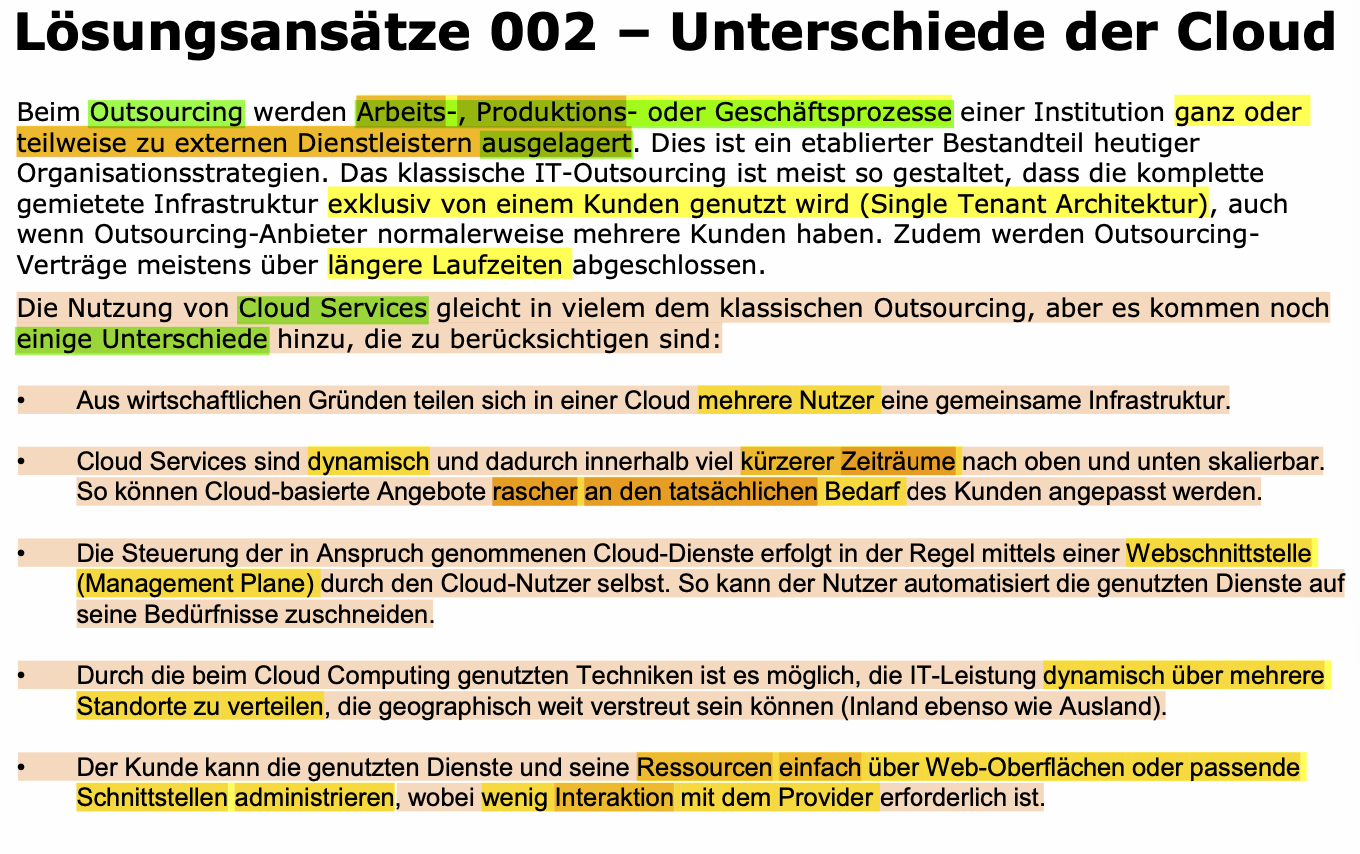 Lösungsansätze 002 – Unterschiede der Cloud
Beim Outsourcing werden Arbeits-, Produktions- oder Geschäftsprozesse einer Institution ganz oder
teilweise zu externen Dienstleistern ausgelagert. Dies ist ein etablierter Bestandteil heutiger
Organisationsstrategien. Das klassische IT-Outsourcing ist meist so gestaltet, dass die komplette
gemietete Infrastruktur exklusiv von einem Kunden genutzt wird (Single Tenant Architektur), auch
wenn Outsourcing-Anbieter normalerweise mehrere Kunden haben. Zudem werden Outsourcing-
Verträge meistens über längere Laufzeiten abgeschlossen.
Die Nutzung von Cloud Services gleicht in vielem dem klassischen Outsourcing, aber es kommen noch
einige Unterschiede hinzu, die zu berücksichtigen sind:
• Aus wirtschaftlichen Gründen teilen sich in einer Cloud mehrere Nutzer eine gemeinsame Infrastruktur.
• Cloud Services sind dynamisch und dadurch innerhalb viel kürzerer Zeiträume nach oben und unten skalierbar.
So können Cloud-basierte Angebote rascher an den tatsächlichen Bedarf des Kunden angepasst werden.
• Die Steuerung der in Anspruch genommenen Cloud-Dienste erfolgt in der Regel mittels einer Webschnittstelle
(Management Plane) durch den Cloud-Nutzer selbst. So kann der Nutzer automatisiert die genutzten Dienste auf
seine Bedürfnisse zuschneiden.
• Durch die beim Cloud Computing genutzten Techniken ist es möglich, die IT-Leistung dynamisch über mehrere
Standorte zu verteilen, die geographisch weit verstreut sein können (Inland ebenso wie Ausland).
• Der Kunde kann die genutzten Dienste und seine Ressourcen einfach über Web-Oberflächen oder passende
Schnittstellen administrieren, wobei wenig Interaktion mit dem Provider erforderlich ist.